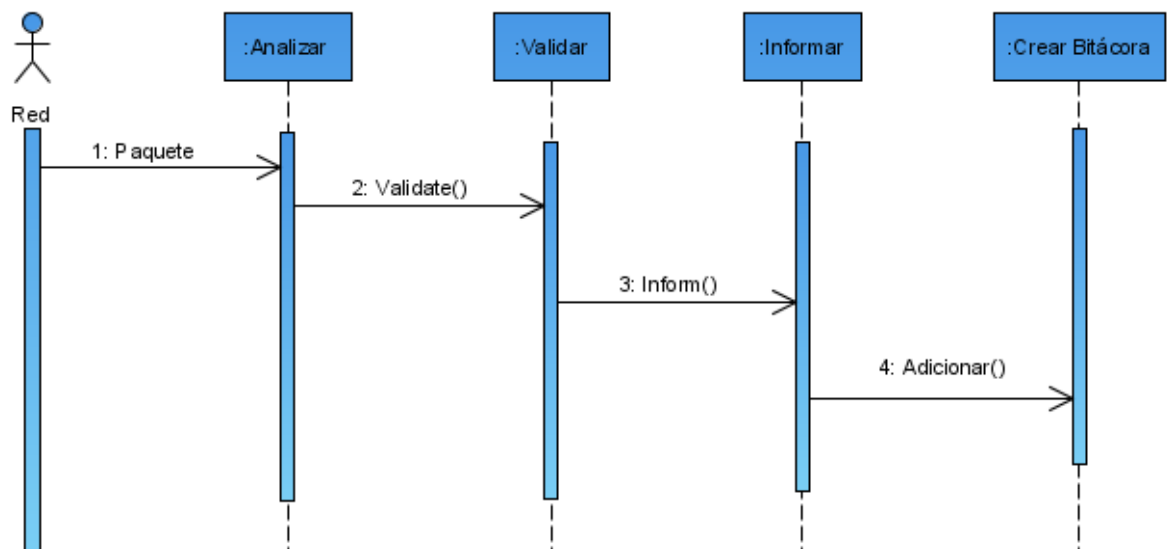 :Analizar
:Validar
:Informar
:Crear Bitácora
Red
1: Paquete
2: Validate()
3: Inform()
4: Adicionar()